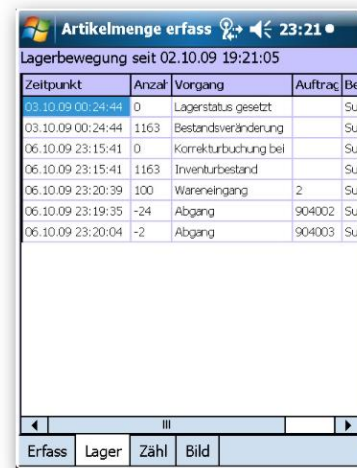 Artikelmenge erfass 23:21
Lagerbewegung seit 02.10.09 19:21:05
Zeitpunkt Anzah Vorgang Auftrag Be
03.10.09 00:24:44 0 Lagerstatus gesetzt Su
03.10.09 00:24:44 1163 Bestandsveränderung Su
06.10.09 23:15:41 0 Korrekturbuchung bei Su
06.10.09 23:15:41 1163 Inventurbestand Su
06.10.09 23:20:39 100 Wareneingang 2 Su
06.10.09 23:19:35 -24 Abgang 904002 Su
06.10.09 23:20:04 -2 Abgang 904003 Su
Erfass Lager Zähl Bild